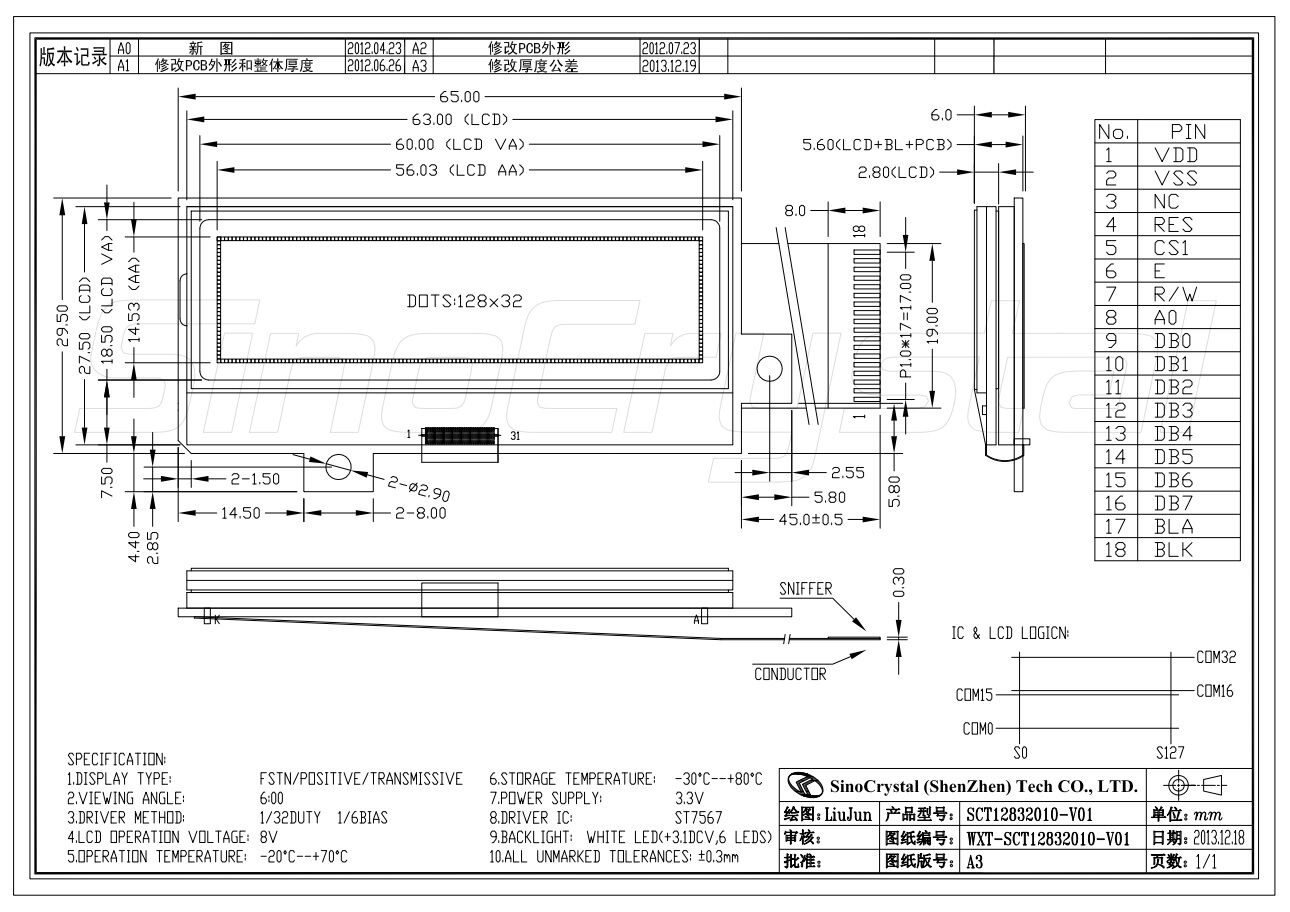 版本记录 A0 新 图 2012.04.23 A2 修改PCB外形 2012.07.23
A1 修改PCB外形和整体厚度 2012.06.26 A3 修改厚度公差 2013.12.19
65.00
63.00 (LCD)
60.00 (LCD VA)
56.03 (LCD AA)
6.0
5.60(LCD+BL+PCB)
2.80(LCD)
8.0
18
29.50
27.50 (LCD)
18.50 (LCD VA)
14.53 (AA)
DOTS:128x32
P1.0*17=17.00
19.00
1
1 31
7.50
2-1.50
2-ø2.90
14.50
2-8.00
4.40
2.85
2.55
5.80
5.80
45.0±0.5
SinoCrystal
No. PIN
1 VDD
2 VSS
3 NC
4 RES
5 CS1
6 E
7 R/W
8 A0
9 DB0
10 DB1
11 DB2
12 DB3
13 DB4
14 DB5
15 DB6
16 DB7
17 BLA
18 BLK
K A
SNIFFER
0.30
CONDUCTOR
IC & LCD LOGICN:
COM32
COM15 COM16
COM0
S0 S127
SPECIFICATION:
1.DISPLAY TYPE: FSTN/POSITIVE/TRANSMISSIVE
2.VIEWING ANGLE: 6:00
3.DRIVER METHOD: 1/32DUTY 1/6BIAS
4.LCD OPERATION VOLTAGE: 8V
5.OPERATION TEMPERATURE: -20°C--+70°C
6.STORAGE TEMPERATURE: -30°C--+80°C
7.POWER SUPPLY: 3.3V
8.DRIVER IC: ST7567
9.BACKLIGHT: WHITE LED(+3.1DCV,6 LEDS)
10.ALL UNMARKED TOLERANCES: ±0.3mm
SinoCrystal (ShenZhen) Tech CO., LTD.
绘图:LiuJun 产品型号: SCT12832010-V01 单位: mm
审核: 图纸编号: WXT-SCT12832010-V01 日期: 2013.12.18
批准: 图纸版号: A3 页数: 1/1